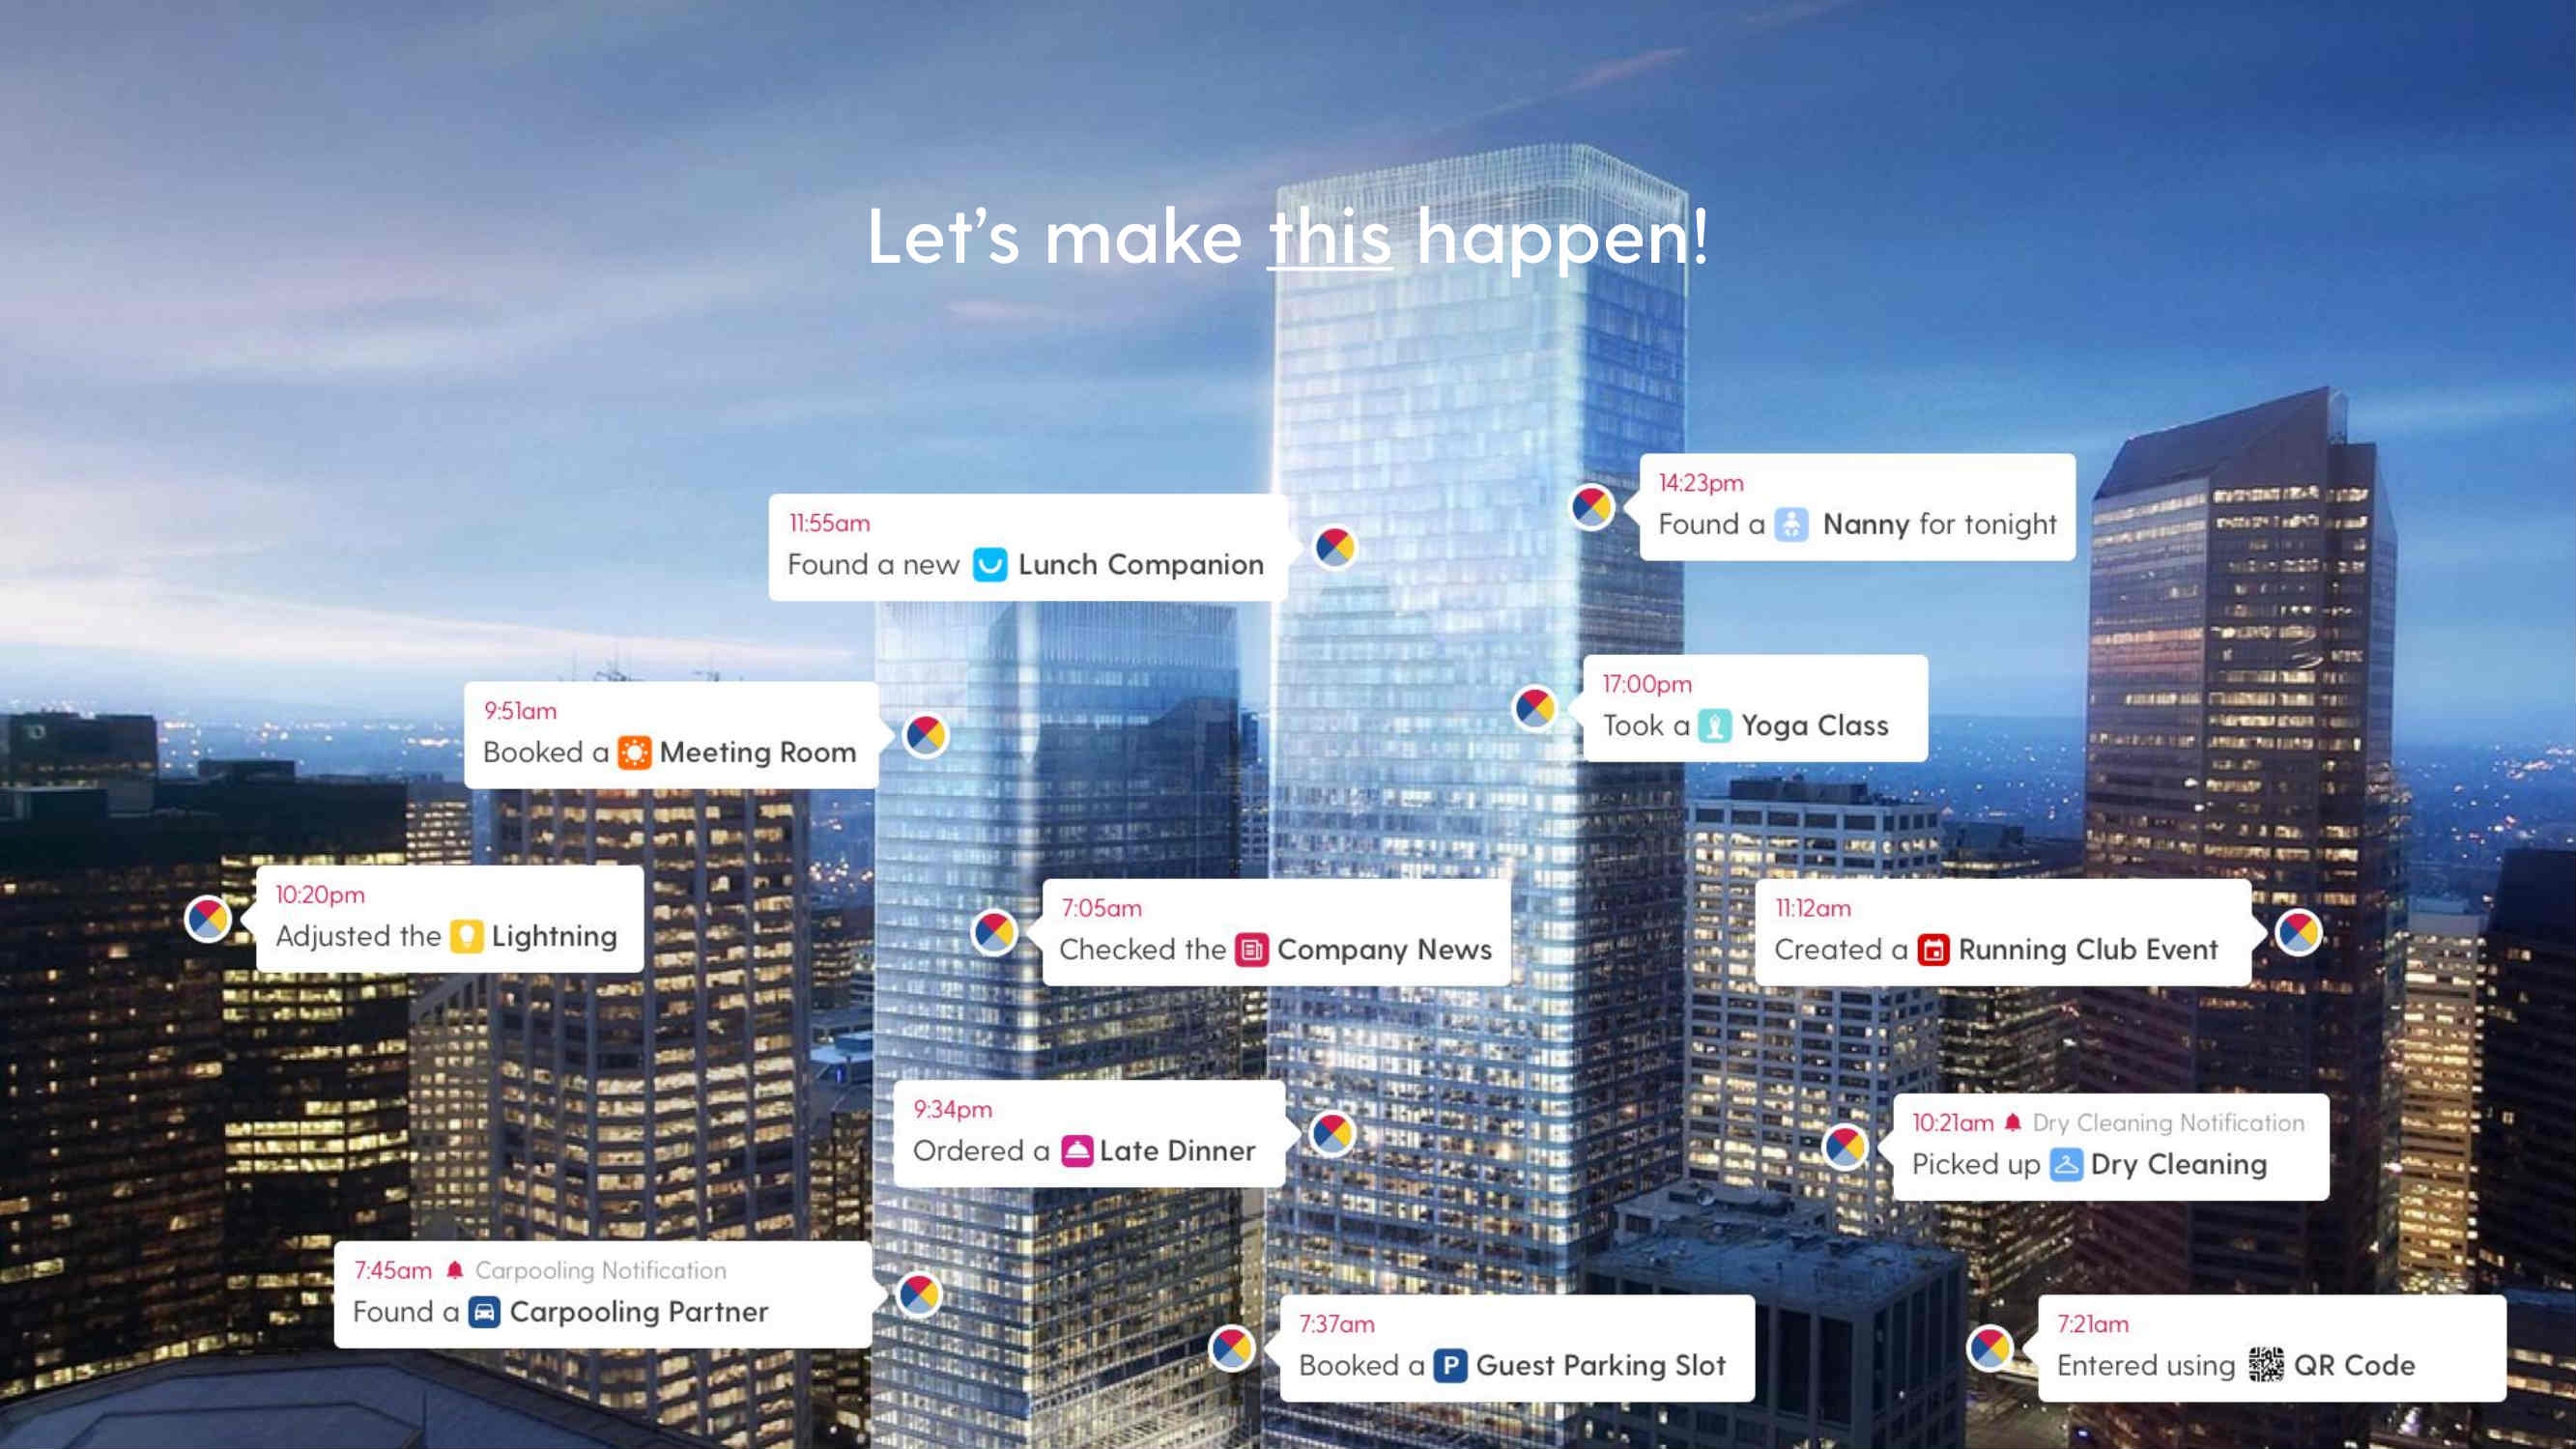 Let's make this happen!
14:23pm
Found a Nanny for tonight
11:55am
Found a new Lunch Companion
17:00pm
Took a Yoga Class
9:51am
Booked a Meeting Room
10:20pm
Adjusted the Lightning
7:05am
Checked the Company News
11:12am
Created a Running Club Event
9:34pm
Ordered a Late Dinner
10:21am Dry Cleaning Notification
Picked up Dry Cleaning
7:45am Carpooling Notification
Found a Carpooling Partner
7:37am
Booked a P Guest Parking Slot
7:21am
Entered using QR Code